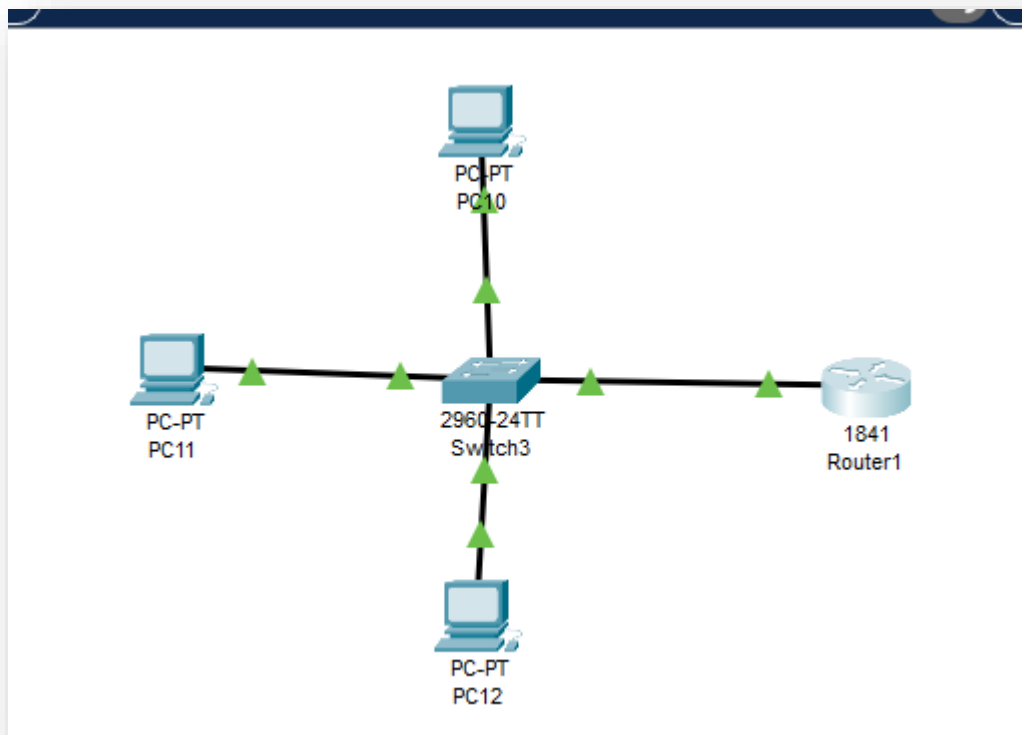 PC-PT
PC10
PC-PT
PC11
2960-24TT
Switch3
1841
Router1
PC-PT
PC12